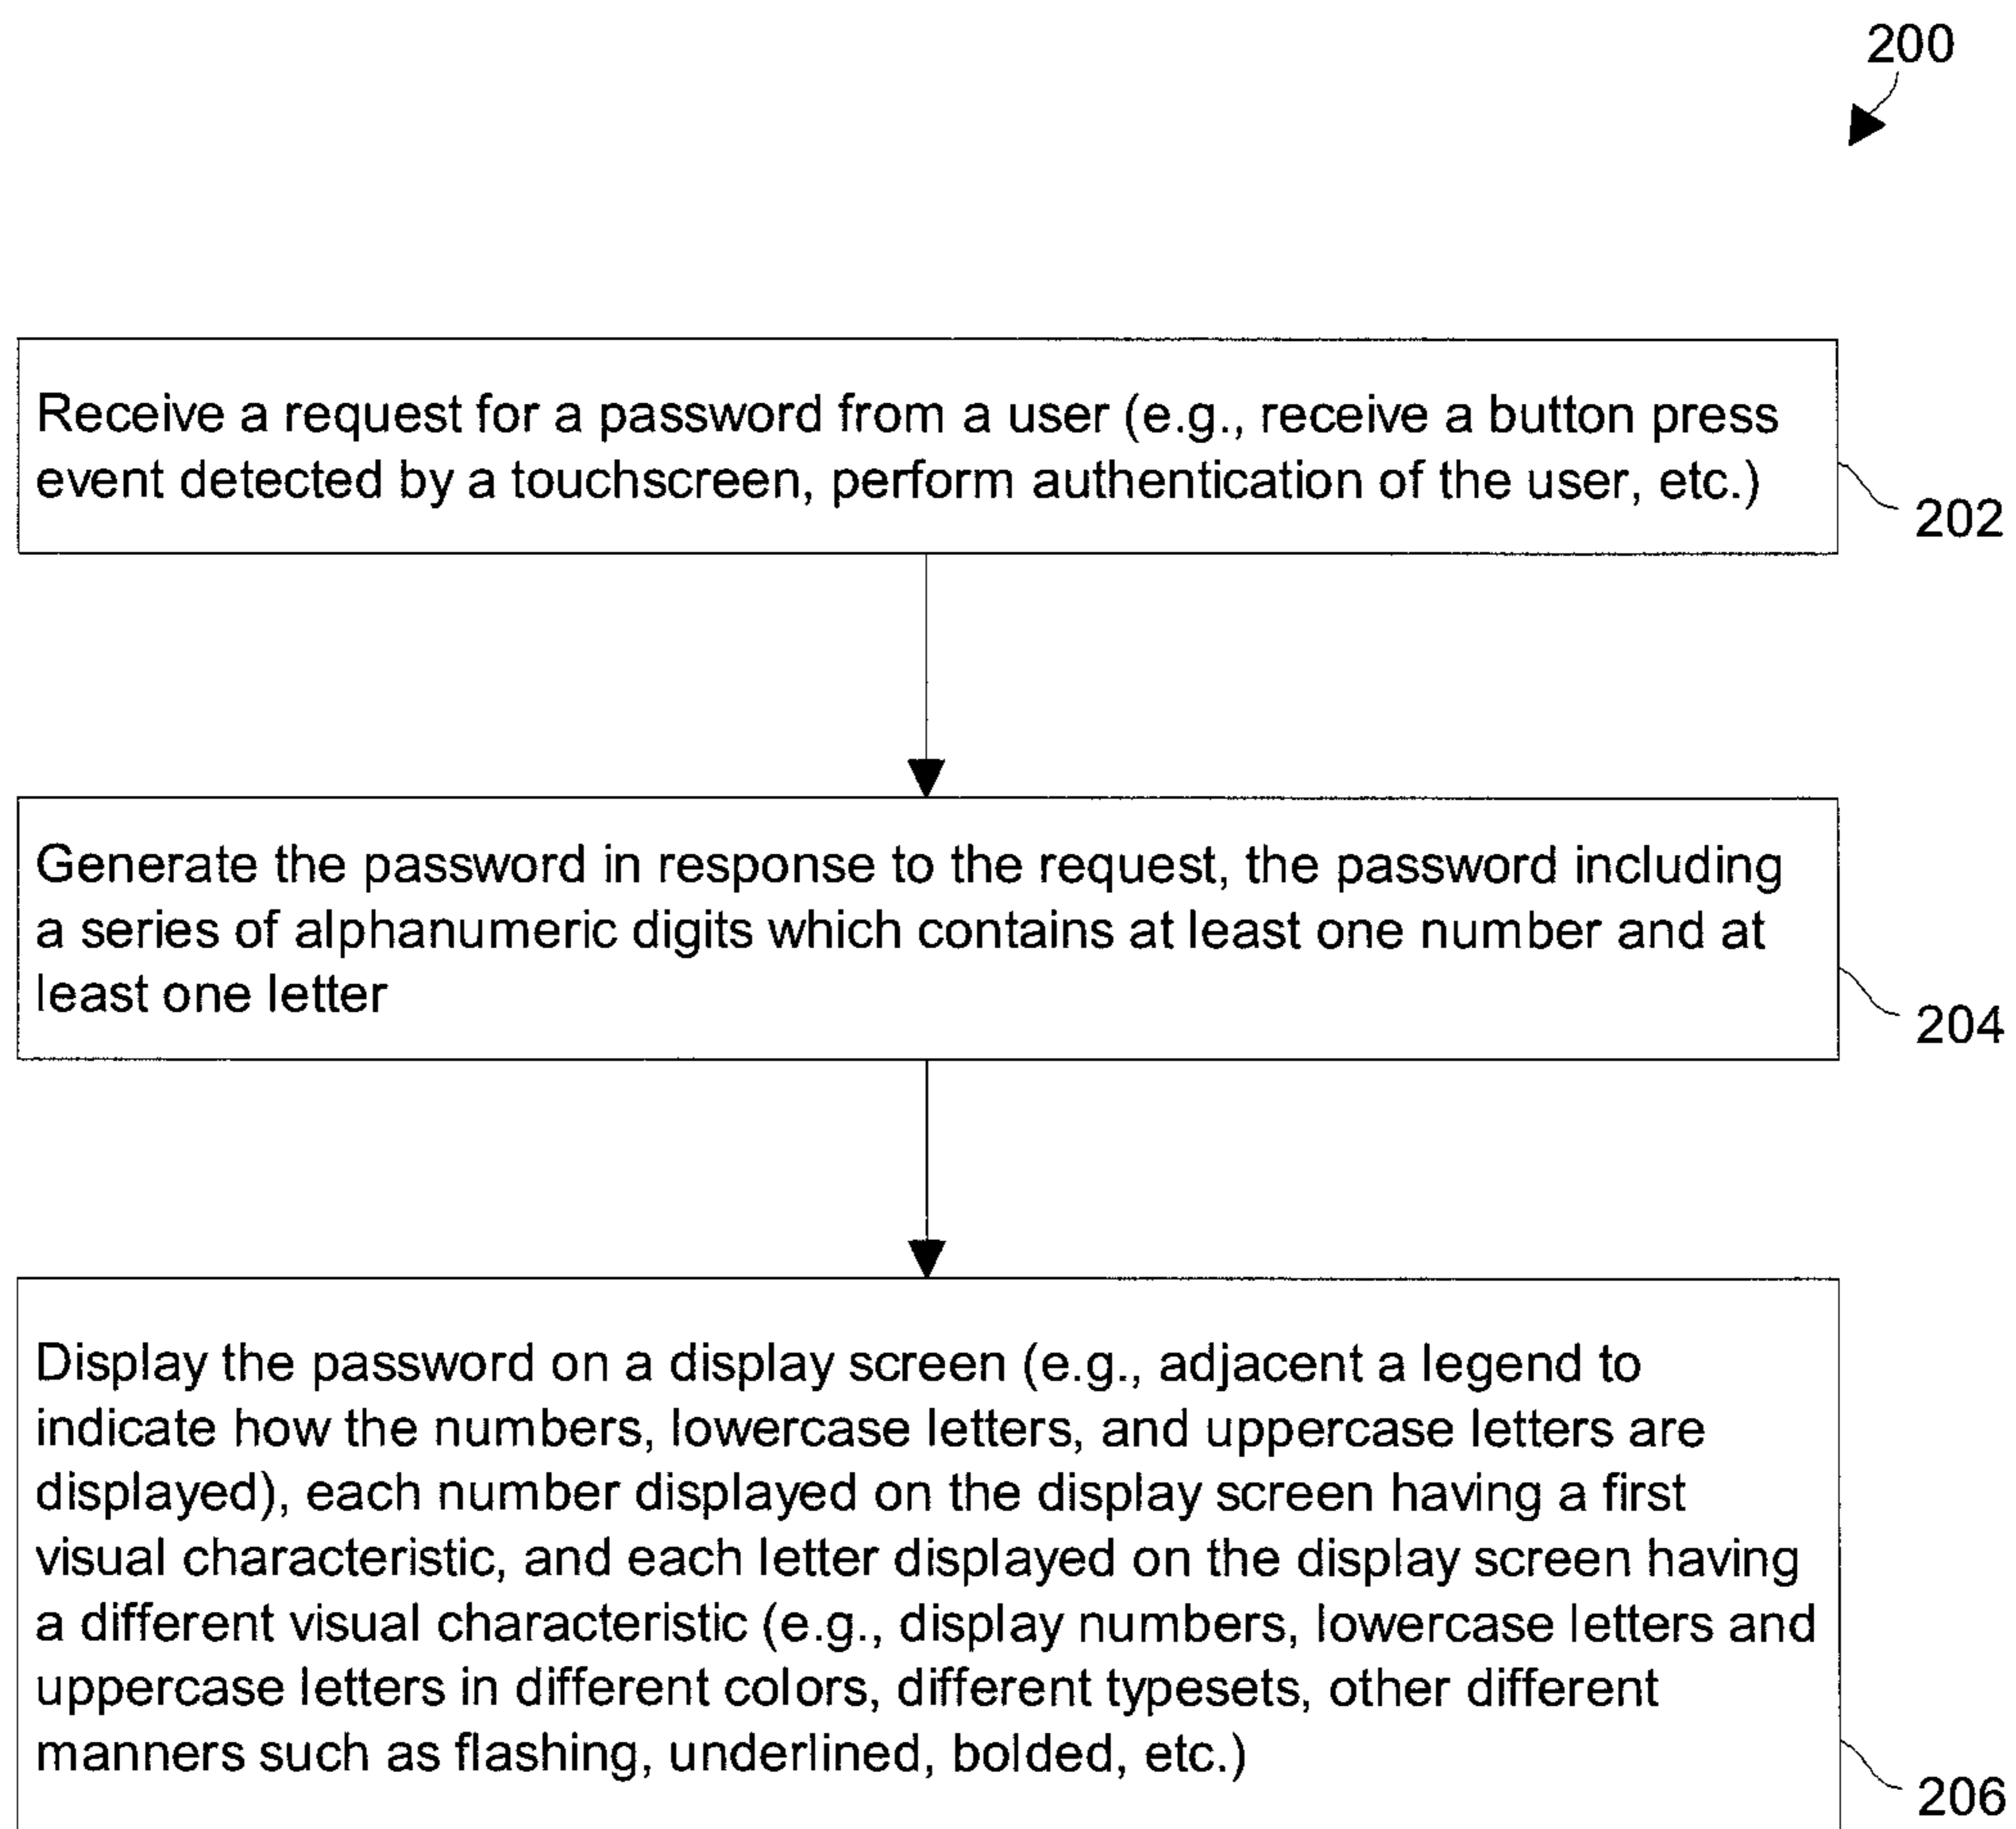 200
Receive a request for a password from a user (e.g., receive a button press
event detected by a touchscreen, perform authentication of the user, etc.)
202
Generate the password in response to the request, the password including
a series of alphanumeric digits which contains at least one number and at
least one letter
204
Display the password on a display screen (e.g., adjacent a legend to
indicate how the numbers, lowercase letters, and uppercase letters are
displayed), each number displayed on the display screen having a first
visual characteristic, and each letter displayed on the display screen having
a different visual characteristic (e.g., display numbers, lowercase letters and
uppercase letters in different colors, different typesets, other different
manners such as flashing, underlined, bolded, etc.)
206